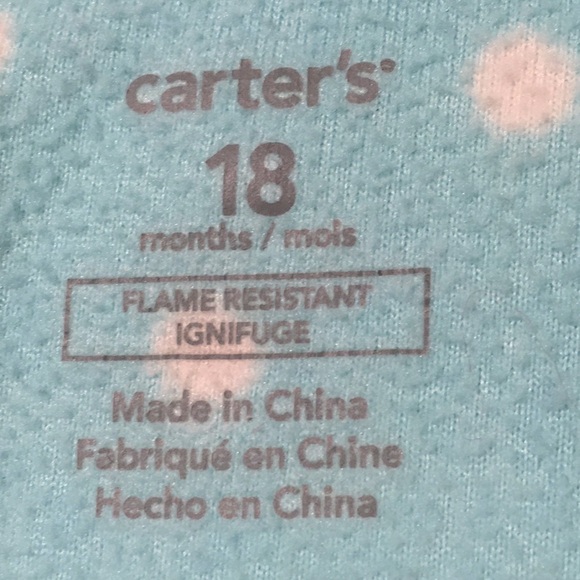 carter's®
18
months / mois
FLAME RESISTANT
IGNIFUGE
Made in China
Fabriqué en Chine
Hecho en China